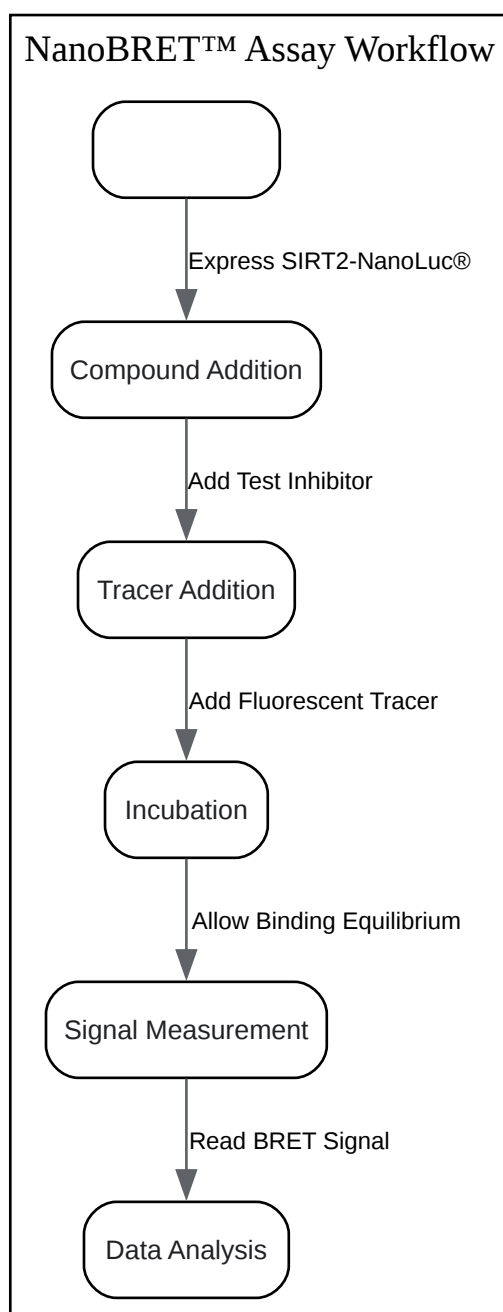 NanoBRET™ Assay Workflow
Express SIRT2-NanoLuc®
Compound Addition
Add Test Inhibitor
Tracer Addition
Add Fluorescent Tracer
Incubation
Allow Binding Equilibrium
Signal Measurement
Read BRET Signal
Data Analysis